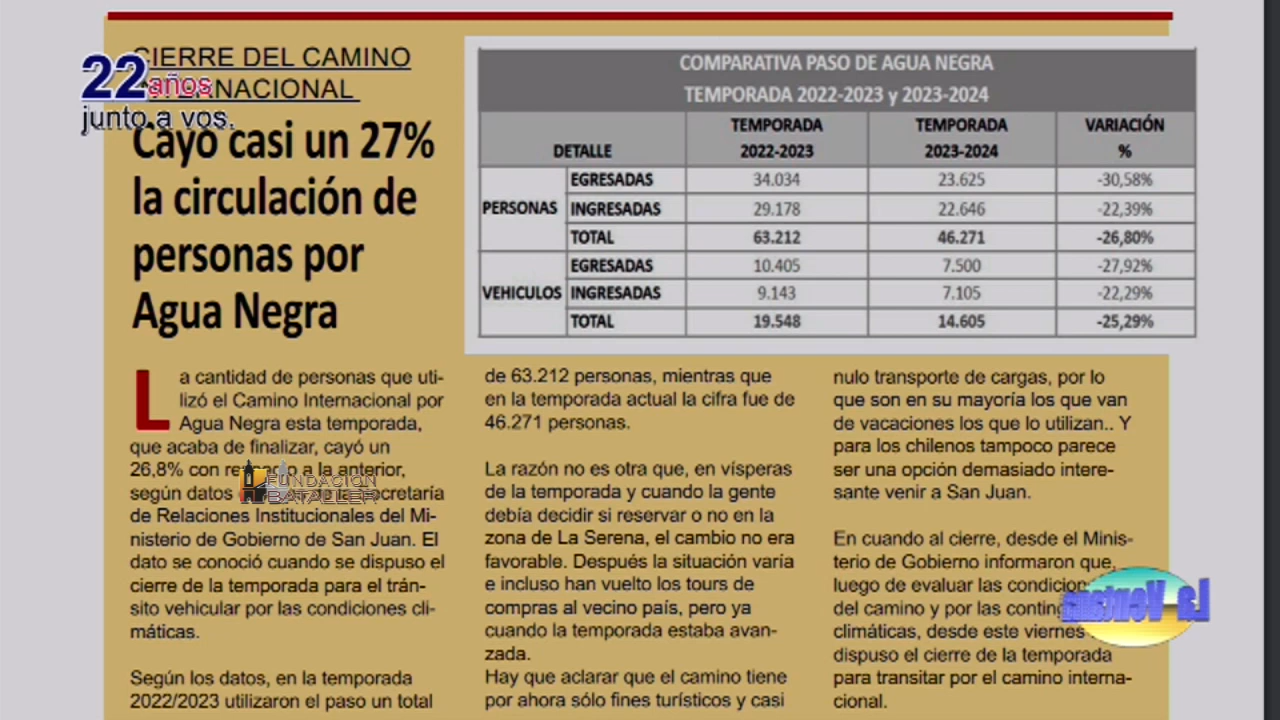 CIERRE DEL CAMINO
INTERNACIONAL
22 años
junto a vos.
Cayó casi un 27%
la circulación de
personas por
Agua Negra
COMPARATIVA PASO DE AGUA NEGRA
TEMPORADA 2022-2023 y 2023-2024
DETALLE TEMPORADA 2022-2023 TEMPORADA 2023-2024 VARIACIÓN %
PERSONAS
EGRESADAS 34.034 23.625 -30,58%
INGRESADAS 29.178 22.646 -22,39%
TOTAL 63.212 46.271 -26,80%
VEHICULOS
EGRESADAS 10.405 7.500 -27,92%
INGRESADAS 9.143 7.105 -22,29%
TOTAL 19.548 14.605 -25,29%
La cantidad de personas que uti-
lizó el Camino Internacional por
Agua Negra esta temporada,
que acaba de finalizar, cayó un
26,8% con respecto a la anterior,
según datos de la Secretaría
de Relaciones Institucionales del Mi-
nisterio de Gobierno de San Juan. El
dato se conoció cuando se dispuso el
cierre de la temporada para el trán-
sito vehicular por las condiciones cli-
máticas.
Según los datos, en la temporada
2022/2023 utilizaron el paso un total
de 63.212 personas, mientras que
en la temporada actual la cifra fue de
46.271 personas.
La razón no es otra que, en vísperas
de la temporada y cuando la gente
debía decidir si reservar o no en la
zona de La Serena, el cambio no era
favorable. Después la situación varía
e incluso han vuelto los tours de
compras al vecino país, pero ya
cuando la temporada estaba avan-
zada.
Hay que aclarar que el camino tiene
por ahora sólo fines turísticos y casi
nulo transporte de cargas, por lo
que son en su mayoría los que van
de vacaciones los que lo utilizan.. Y
para los chilenos tampoco parece
ser una opción demasiado intere-
sante venir a San Juan.
En cuando al cierre, desde el Minis-
terio de Gobierno informaron que,
luego de evaluar las condiciones
del camino y por las
climáticas, desde este viernes
dispuso el cierre de la temporada
para transitar por el camino interna-
cional.
FUNDACION
BATALLER
La Ventana